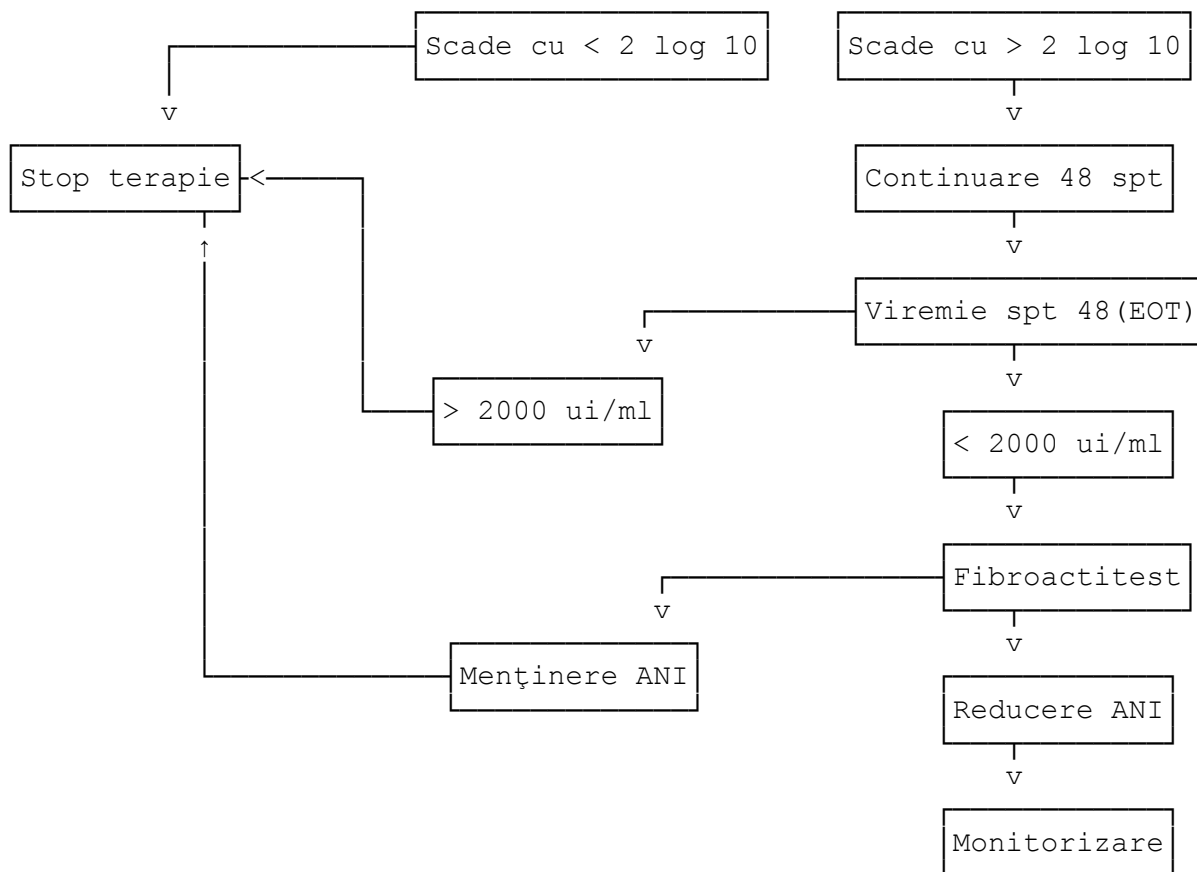 Scade cu < 2 log 10
Scade cu > 2 log 10
v
v
Stop terapie
<
Continuare 48 spt
↑
v
Viremie spt 48(EOT)
v
v
> 2000 ui/ml
< 2000 ui/ml
v
Fibroactitest
v
v
Menţinere ANI
Reducere ANI
v
Monitorizare